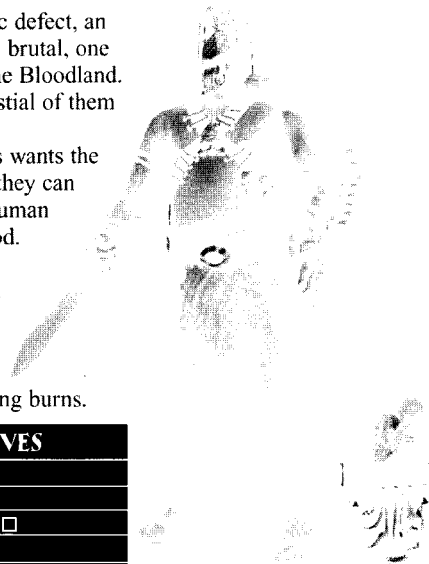 c defect, an
brutal, one
e Bloodland.
stial of them
s wants the
they can
uman
od.
ng burns.
VES